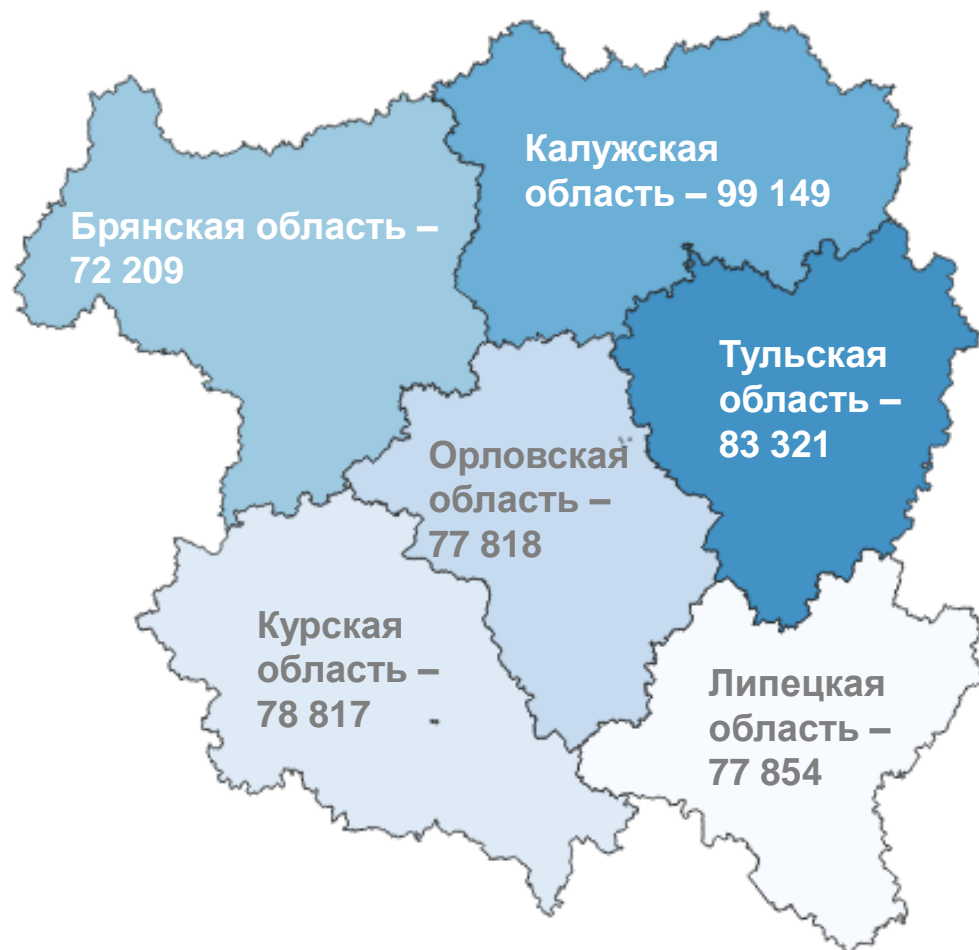 Калужская
область – 99 149
Брянская область –
72 209
Тульская
область –
83 321
Орловская
область –
77 818
Курская
область –
78 817
Липецкая
область –
77 854